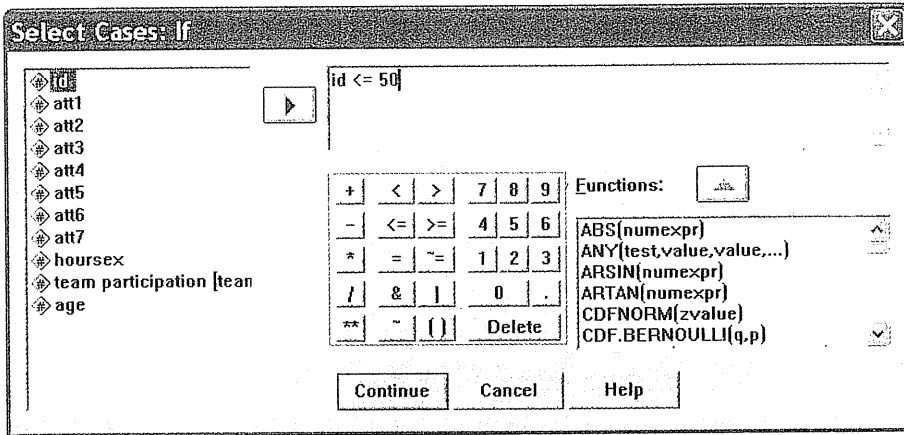 Select Cases: If
id
att1
att2
att3
att4
att5
att6
att7
hoursex
team participation [tean
age
id <= 50
+ < > 7 8 9
- <= >= 4 5 6
* = ~= 1 2 3
/ & | 0 .
** ~ () Delete
Functions:
ABS(numexpr)
ANY(test,value,value,...)
ARSIN(numexpr)
ARTAN(numexpr)
CDFNORM(zvalue)
CDF.BERNOULLI(q,p)
Continue Cancel Help